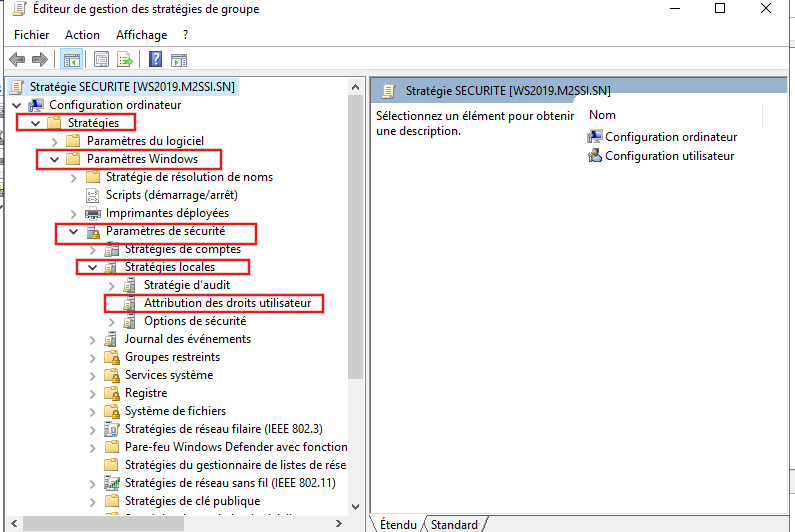 Éditeur de gestion des stratégies de groupe
Fichier Action Affichage ?
Stratégie SECURITE [WS2019.M2SSI.SN]
Configuration ordinateur
Stratégies
Paramètres du logiciel
Paramètres Windows
Stratégie de résolution de noms
Scripts (démarrage/arrêt)
Imprimantes déployées
Paramètres de sécurité
Stratégies de comptes
Stratégies locales
Stratégie d'audit
Attribution des droits utilisateur
Options de sécurité
Journal des événements
Groupes restreints
Services système
Registre
Système de fichiers
Stratégies de réseau filaire (IEEE 802.3)
Pare-feu Windows Defender avec fonction
Stratégies du gestionnaire de listes de rése
Stratégies de réseau sans fil (IEEE 802.11)
Stratégies de clé publique
Stratégie SECURITE [WS2019.M2SSI.SN]
Sélectionnez un élément pour obtenir
une description.
Nom
Configuration ordinateur
Configuration utilisateur
Étendu Standard